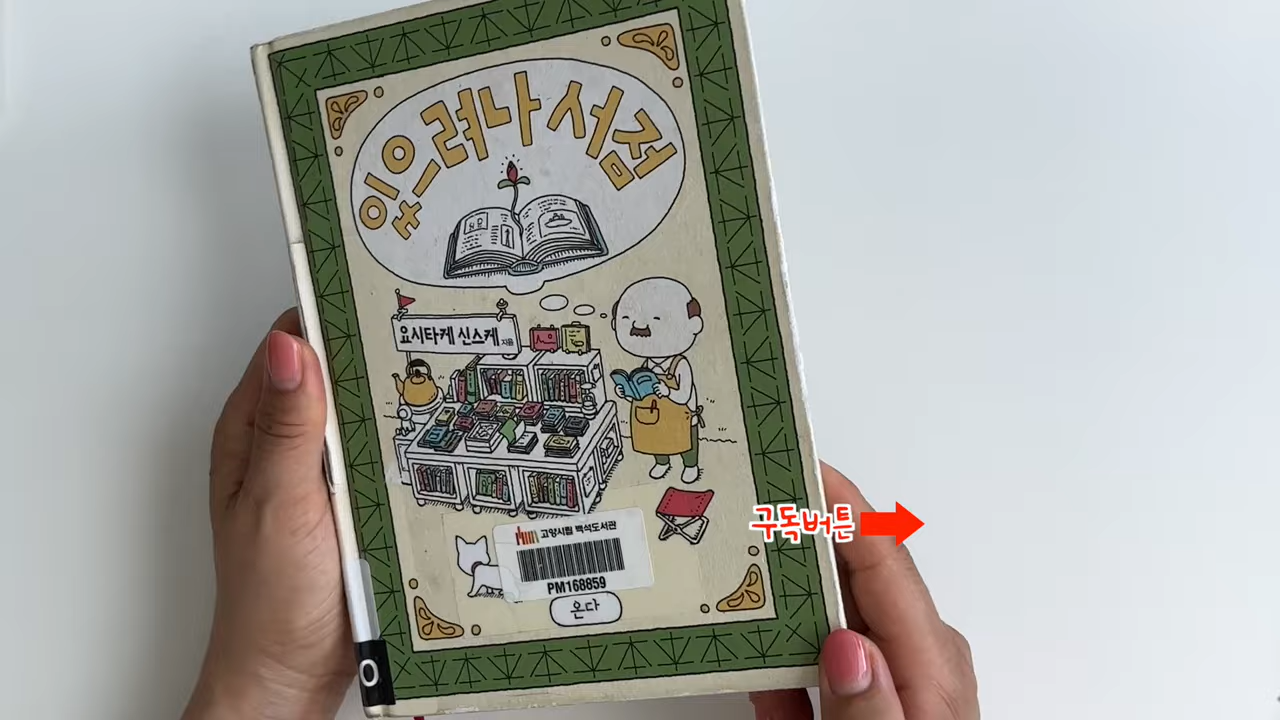 있으려나 서점
요시타케 신스케 지음
구독버튼
고양시립 백석도서관
PM168859
온다
O